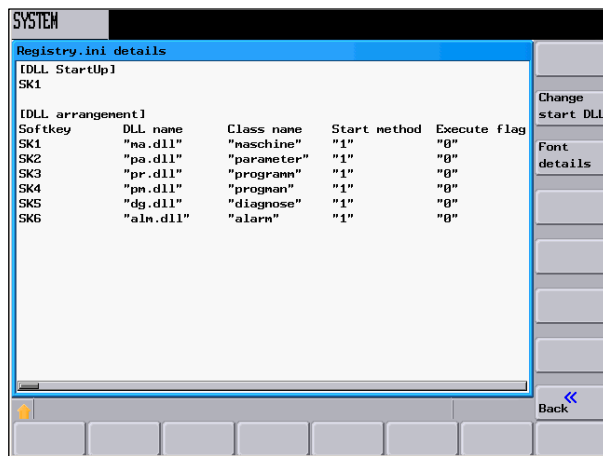 SYSTEM
Registry.ini details
[DLL StartUp]
SK1
[DLL arrangement]
Softkey DLL name Class name Start method Execute flag
SK1 "ma.dll" "maschine" "1" "0"
SK2 "pa.dll" "parameter" "1" "0"
SK3 "pr.dll" "programm" "1" "0"
SK4 "pm.dll" "progman" "1" "0"
SK5 "dg.dll" "diagnose" "1" "0"
SK6 "alm.dll" "alarm" "1" "0"
Change
start DLL
Font
details
Back